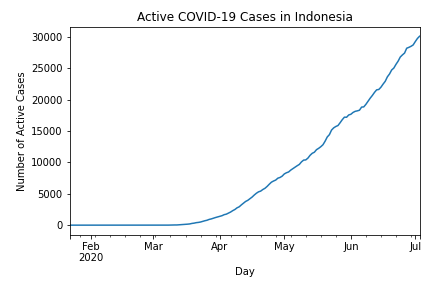 Active COVID-19 Cases in Indonesia
Number of Active Cases
30000
25000
20000
15000
10000
5000
0
Feb Mar Apr May Jun Jul
2020
Day